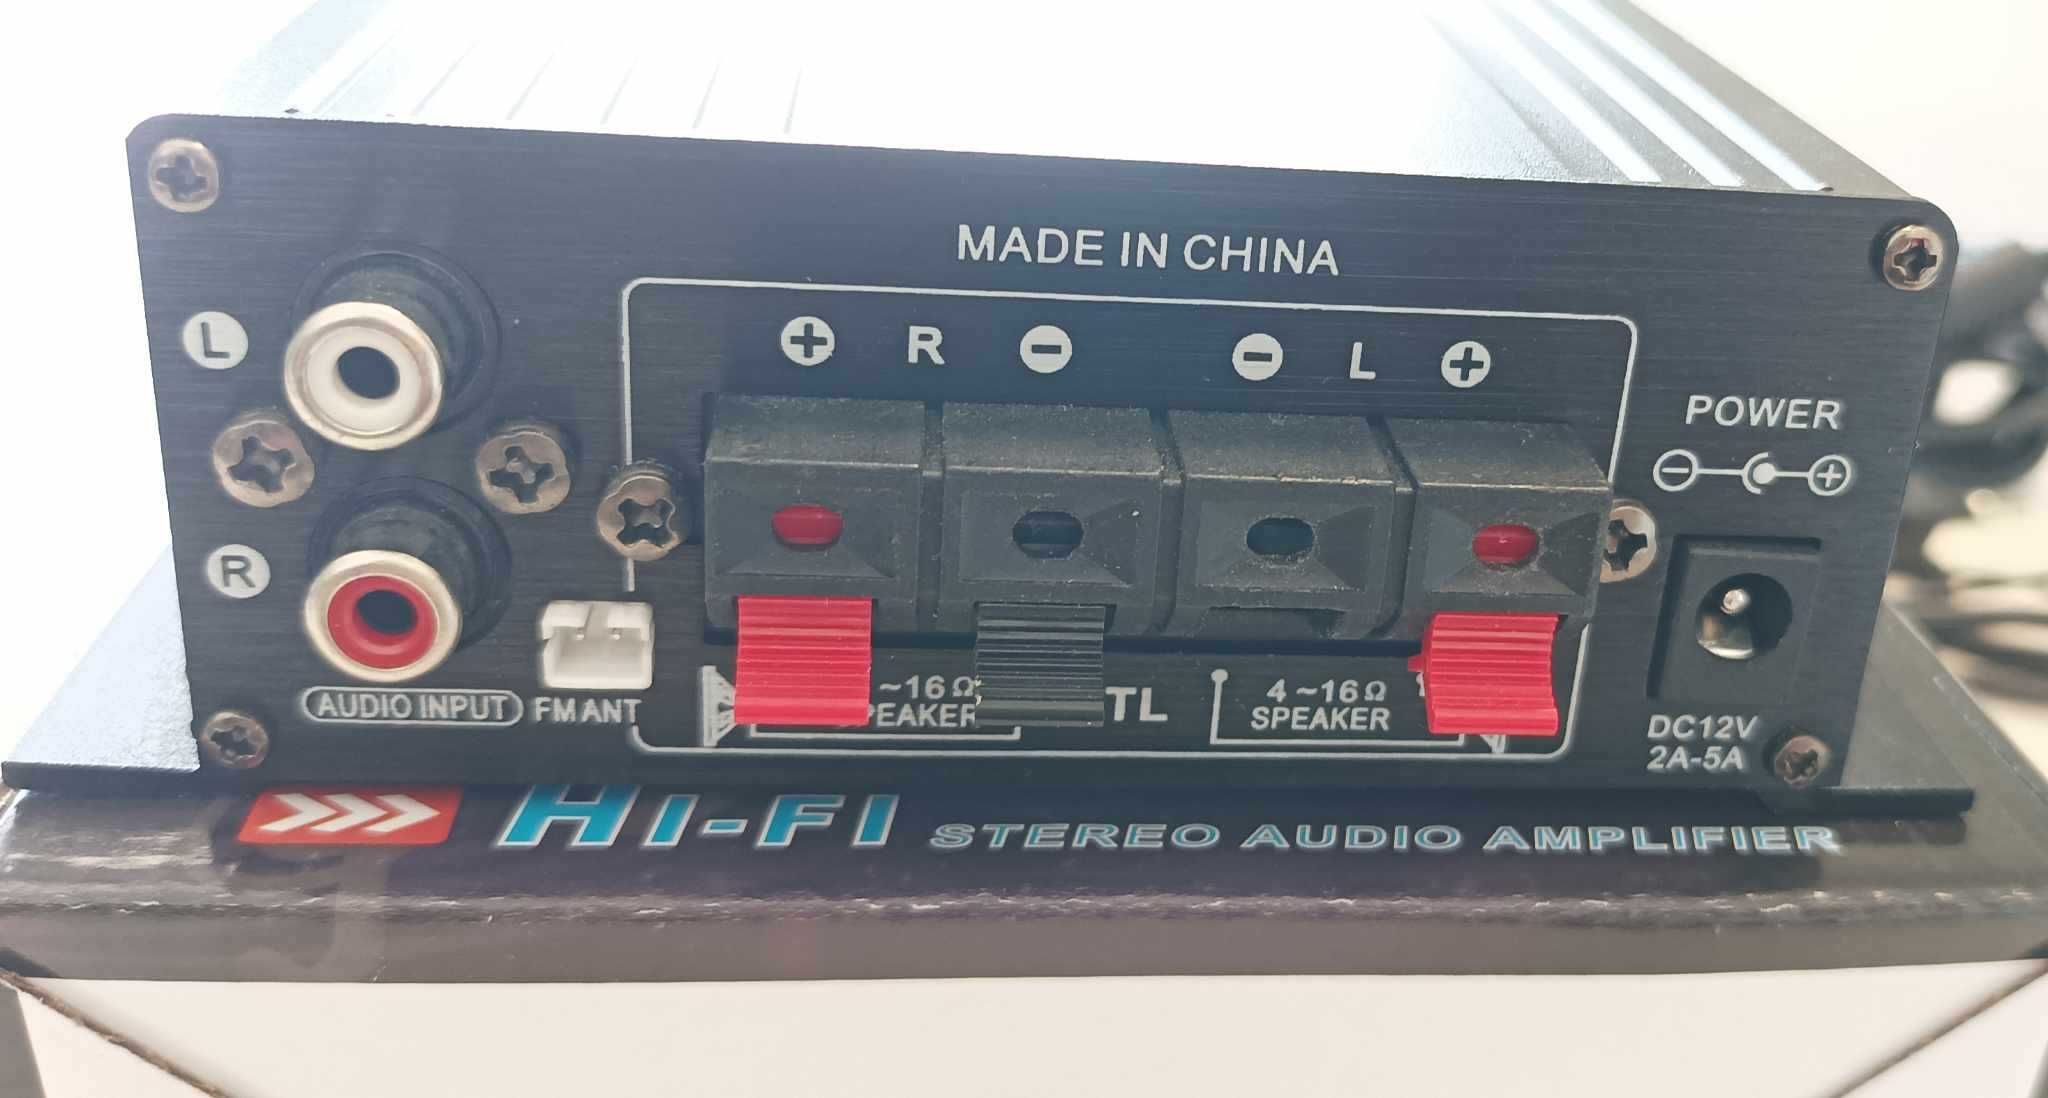 MADE IN CHINA
+ R - - L +
L
POWER
- +
R
~16Ω
TL
4~16Ω
SPEAKER
AUDIO INPUT
FM ANT
DC12V
2A-5A
HI-FI STEREO AUDIO AMPLIFIER